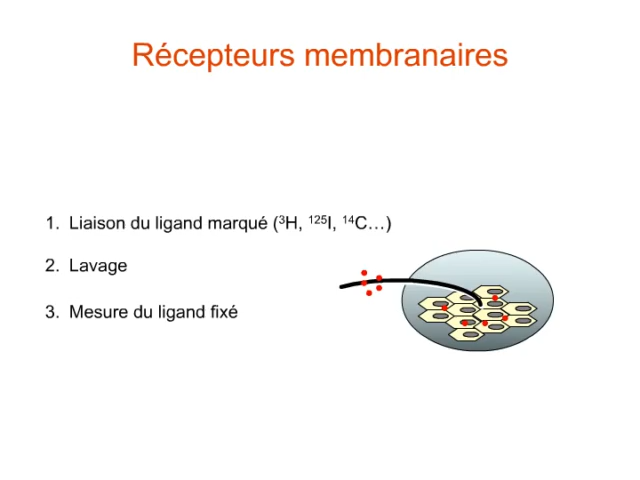 Récepteurs membranaires
1. Liaison du ligand marqué (³H, ¹²⁵I, ¹⁴C…)
2. Lavage
3. Mesure du ligand fixé